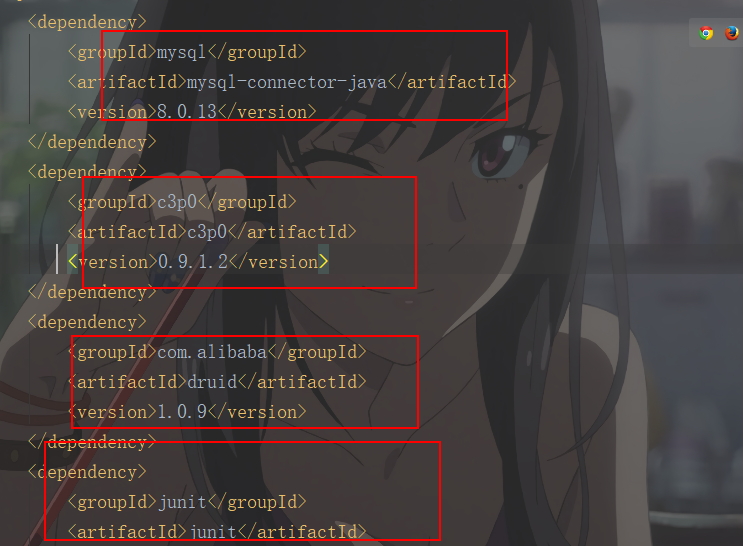 <dependency>
<groupId>mysql</groupId>
<artifactId>mysql-connector-java</artifactId>
<version>8.0.13</version>
</dependency>
<dependency>
<groupId>c3p0</groupId>
<artifactId>c3p0</artifactId>
<version>0.9.1.2</version>
</dependency>
<dependency>
<groupId>com.alibaba</groupId>
<artifactId>druid</artifactId>
<version>1.0.9</version>
</dependency>
<dependency>
<groupId>junit</groupId>
<artifactId>junit</artifactId>